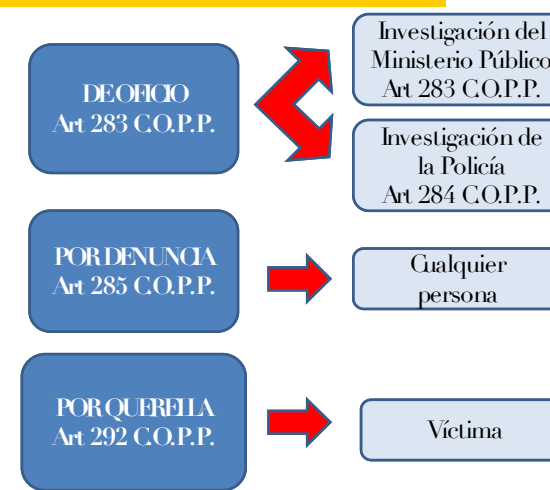 DE OFICIO
Art 283 C.O.P.P.
Investigación del
Ministerio Público
Art 283 C.O.P.P.
Investigación de
la Policía
Art 284 C.O.P.P.
POR DENUNCIA
Art 285 C.O.P.P.
Cualquier
persona
POR QUERELLA
Art 292 C.O.P.P.
Víctima